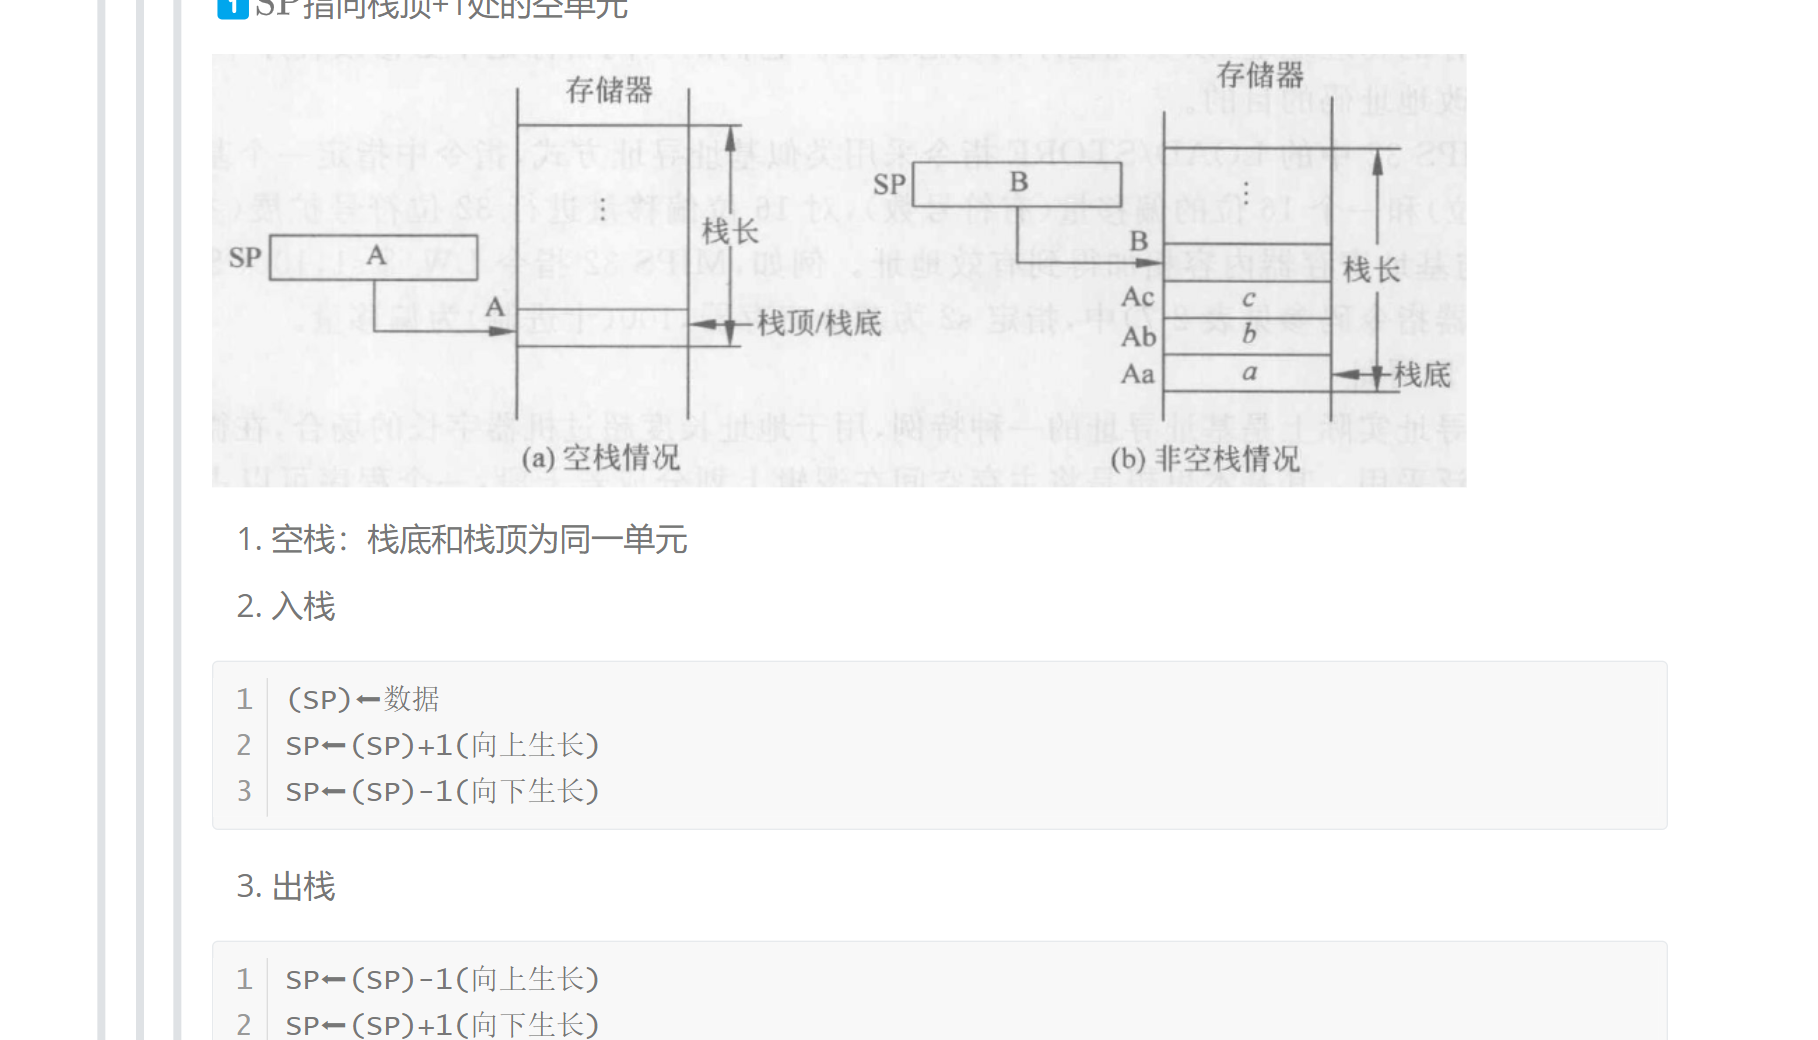 1 SP指向栈顶+1处的空单元
存储器
SP A
A
⋮
栈长
栈顶/栈底
(a) 空栈情况
存储器
SP B
⋮
B
栈长
Ac c
Ab b
Aa a
栈底
(b) 非空栈情况
1. 空栈：栈底和栈顶为同一单元
2. 入栈
1 (SP)←数据
2 SP←(SP)+1(向上生长)
3 SP←(SP)-1(向下生长)
3. 出栈
1 SP←(SP)-1(向上生长)
2 SP←(SP)+1(向下生长)